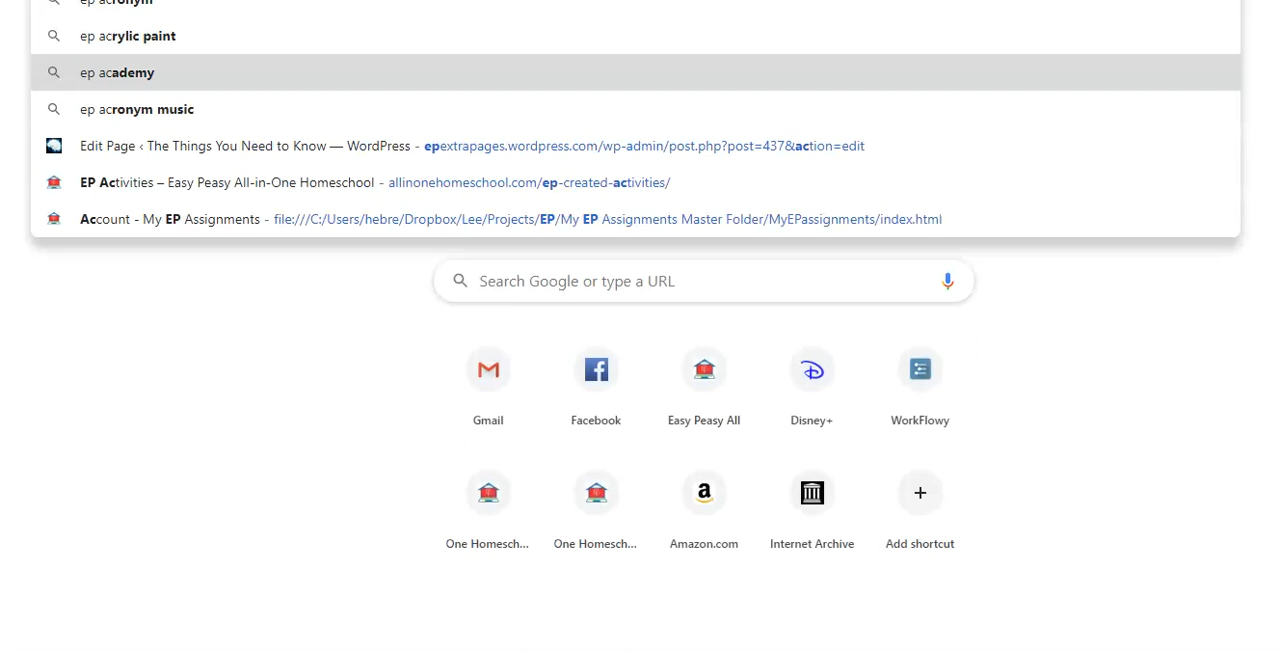 ep acronym
ep acrylic paint
ep academy
ep acronym music
Edit Page ‹ The Things You Need to Know — WordPress - epextrapages.wordpress.com/wp-admin/post.php?post=437&action=edit
EP Activities – Easy Peasy All-in-One Homeschool - allinonehomeschool.com/ep-created-activities/
Account - My EP Assignments - file:///C:/Users/hebre/Dropbox/Lee/Projects/EP/My EP Assignments Master Folder/MyEPassignments/index.html
Search Google or type a URL
Gmail Facebook Easy Peasy All Disney+ WorkFlowy
One Homesch... One Homesch... Amazon.com Internet Archive Add shortcut